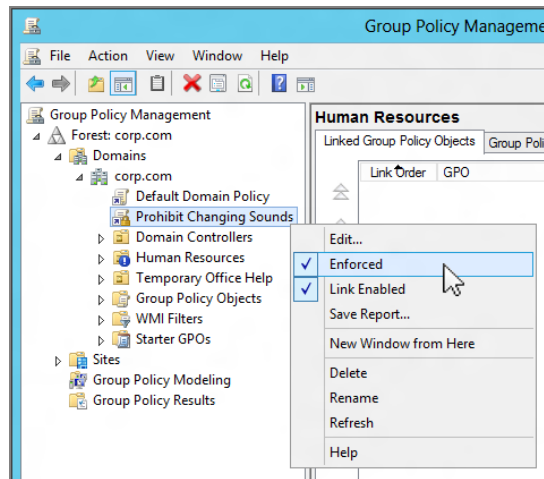 Group Policy Manageme
File Action View Window Help
Group Policy Management
Forest: corp.com
Domains
corp.com
Default Domain Policy
Prohibit Changing Sounds
Domain Controllers
Human Resources
Temporary Office Help
Group Policy Objects
WMI Filters
Starter GPOs
Sites
Group Policy Modeling
Group Policy Results
Human Resources
Linked Group Policy Objects Group Poli
Link Order GPO
Edit...
Enforced
Link Enabled
Save Report...
New Window from Here
Delete
Rename
Refresh
Help